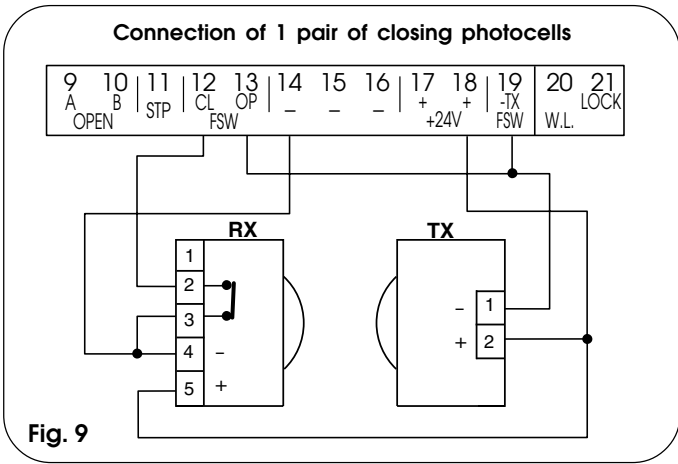 Connection of 1 pair of closing photocells
9 10 11 12 13 14 15 16 17 18 19 20 21
A B STP CL OP – – – + + -TX LOCK
OPEN FSW +24V FSW W.L.
RX TX
1
2
3
4 –
5 +
– 1
+ 2
Fig. 9